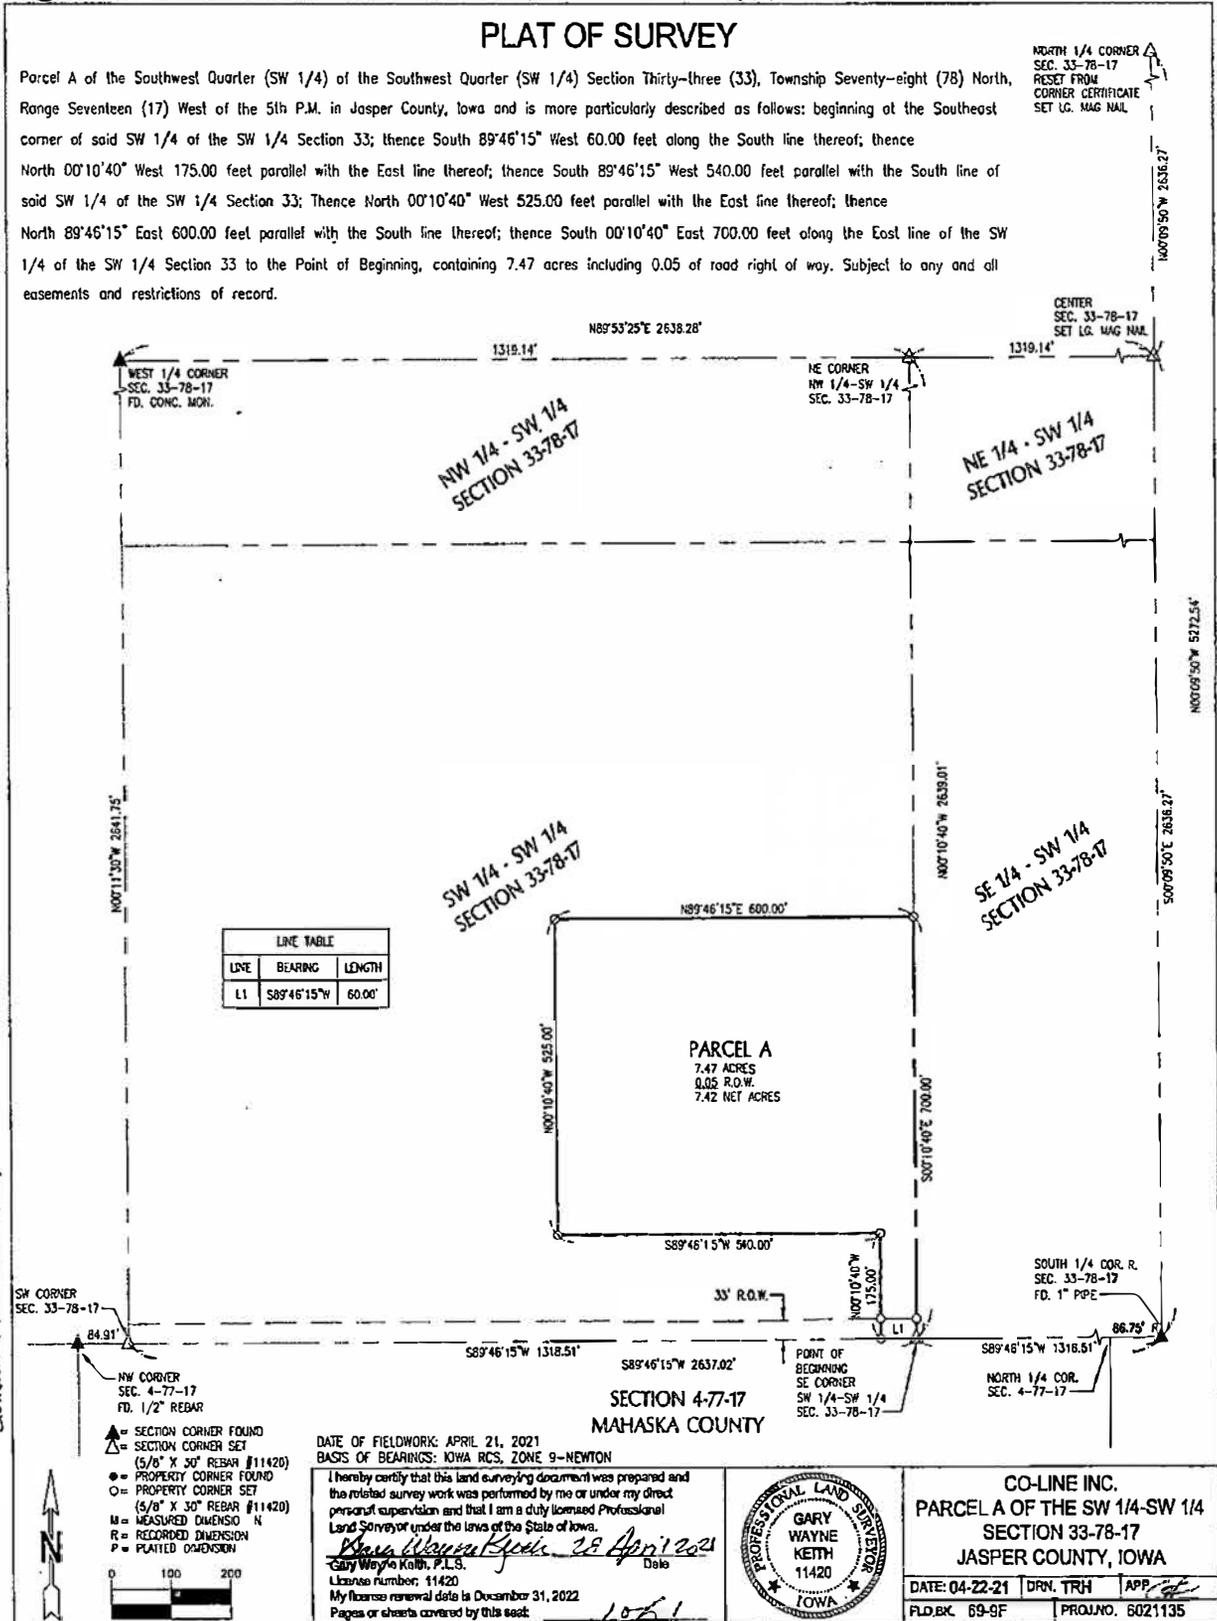 PLAT OF SURVEY
Parcel A of the Southwest Quarter (SW 1/4) of the Southwest Quarter (SW 1/4) Section Thirty-three (33), Township Seventy-eight (78) North,
Range Seventeen (17) West of the 5th P.M. in Jasper County, Iowa and is more particularly described as follows: beginning at the Southeast
corner of said SW 1/4 of the SW 1/4 Section 33; thence South 89°46'15" West 60.00 feet along the South line thereof; thence
North 00°10'40" West 175.00 feet parallel with the East line thereof; thence South 89°46'15" West 540.00 feet parallel with the South line of
said SW 1/4 of the SW 1/4 Section 33; Thence North 00°10'40" West 525.00 feet parallel with the East line thereof; thence
North 89°46'15" East 600.00 feet parallel with the South line thereof; thence South 00°10'40" East 700.00 feet along the East line of the SW
1/4 of the SW 1/4 Section 33 to the Point of Beginning, containing 7.47 acres including 0.05 of road right of way. Subject to any and all
easements and restrictions of record.
NORTH 1/4 CORNER
SEC. 33-78-17
RESET FROM
CORNER CERTIFICATE
SET LG. MAG NAIL
N00°09'50"W 2636.27'
CENTER
SEC. 33-78-17
SET LG. MAG NAIL
N89°53'25"E 2638.28'
1319.14'
1319.14'
WEST 1/4 CORNER
SEC. 33-78-17
FD. CONC. MON.
NE CORNER
NW 1/4-SW 1/4
SEC. 33-78-17
NW 1/4 - SW 1/4
SECTION 33-78-17
NE 1/4 - SW 1/4
SECTION 33-78-17
N00°09'50"W 5272.54'
N00°11'30"W 2641.75'
N00°10'40"W 2639.01'
S00°09'50"E 2636.27'
SW 1/4 - SW 1/4
SECTION 33-78-17
SE 1/4 - SW 1/4
SECTION 33-78-17
N89°46'15"E 600.00'
LINE TABLE
LINE BEARING LENGTH
L1 S89°46'15"W 60.00'
N00°10'40"W 525.00'
PARCEL A
7.47 ACRES
0.05 R.O.W.
7.42 NET ACRES
S00°10'40"E 700.00'
S89°46'15"W 540.00'
N00°10'40"W
175.00'
33' R.O.W.
L1
SOUTH 1/4 COR. R.
SEC. 33-78-17
FD. 1" PIPE
SW CORNER
SEC. 33-78-17
84.91'
86.75' R
S89°46'15"W 1318.51'
S89°46'15"W 2637.02'
S89°46'15"W 1318.51'
NW CORNER
SEC. 4-77-17
FD. 1/2" REBAR
POINT OF
BEGINNING
SE CORNER
SW 1/4-SW 1/4
SEC. 33-78-17
NORTH 1/4 COR.
SEC. 4-77-17
SECTION 4-77-17
MAHASKA COUNTY
▲= SECTION CORNER FOUND
△= SECTION CORNER SET
(5/8" X 30" REBAR #11420)
●= PROPERTY CORNER FOUND
○= PROPERTY CORNER SET
(5/8" X 30" REBAR #11420)
M= MEASURED DIMENSIO N
R= RECORDED DIMENSION
P= PLATTED DIMENSION
N
0 100 200
DATE OF FIELDWORK: APRIL 21, 2021
BASIS OF BEARINGS: IOWA RCS, ZONE 9-NEWTON
I hereby certify that this land surveying document was prepared and
the related survey work was performed by me or under my direct
personal supervision and that I am a duty licensed Professional
Land Surveyor under the laws of the State of Iowa.
Gary Wayne Keith 28 April 2021
Gary Wayne Keith, P.L.S. Date
License number: 11420
My license renewal date is December 31, 2022
Pages or sheets covered by this seal: 1 of 1
PROFESSIONAL LAND SURVEYOR
GARY
WAYNE
KEITH
11420
IOWA
CO-LINE INC.
PARCEL A OF THE SW 1/4-SW 1/4
SECTION 33-78-17
JASPER COUNTY, IOWA
DATE: 04-22-21 DRN. TRH APP.
FLD.BK. 69-9F PROJ.NO. 6021135